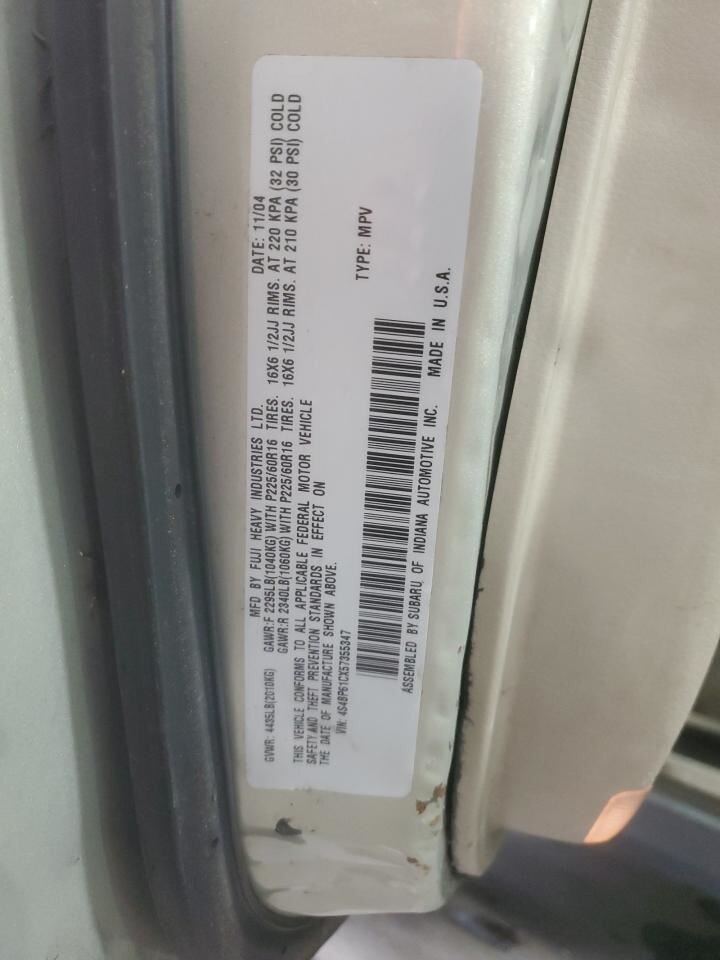 MFD BY FUJI HEAVY INDUSTRIES LTD. DATE: 11/04
GVWR: 4435LB(2010KG) GAWR:F 2295LB(1040KG) WITH P225/60R16 TIRES. 16X6 1/2JJ RIMS. AT 220 KPA (32 PSI) COLD
GAWR:R 2340LB(1060KG) WITH P225/60R16 TIRES. 16X6 1/2JJ RIMS. AT 210 KPA (30 PSI) COLD
THIS VEHICLE CONFORMS TO ALL APPLICABLE FEDERAL MOTOR VEHICLE
SAFETY AND THEFT PREVENTION STANDARDS IN EFFECT ON
THE DATE OF MANUFACTURE SHOWN ABOVE.
VIN: 4S4BP61CX57355347 TYPE: MPV
ASSEMBLED BY SUBARU OF INDIANA AUTOMOTIVE INC. MADE IN U.S.A.